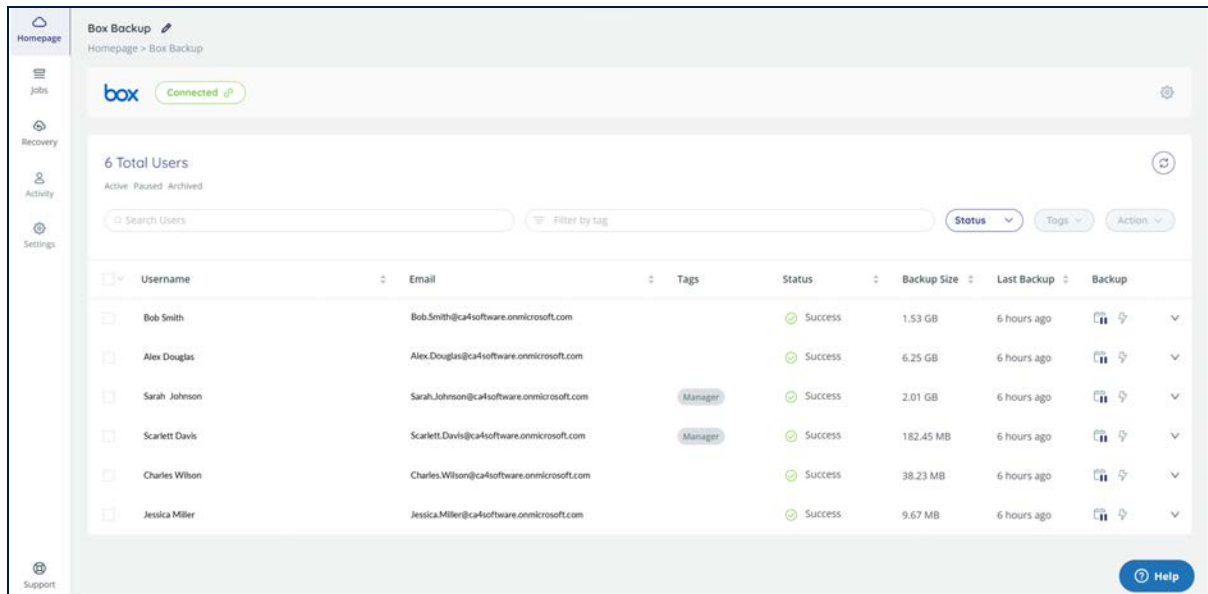 Homepage
Jobs
Recovery
Activity
Settings
Support
Box Backup
Homepage > Box Backup
box Connected
6 Total Users
Active Paused Archived
Search Users Filter by tag Status Tags Action
Username Email Tags Status Backup Size Last Backup Backup
Bob Smith Bob.Smith@ca4software.onmicrosoft.com Success 1.53 GB 6 hours ago
Alex Douglas Alex.Douglas@ca4software.onmicrosoft.com Success 6.25 GB 6 hours ago
Sarah Johnson Sarah.Johnson@ca4software.onmicrosoft.com Manager Success 2.01 GB 6 hours ago
Scarlett Davis Scarlett.Davis@ca4software.onmicrosoft.com Manager Success 182.45 MB 6 hours ago
Charles Wilson Charles.Wilson@ca4software.onmicrosoft.com Success 38.23 MB 6 hours ago
Jessica Miller Jessica.Miller@ca4software.onmicrosoft.com Success 9.67 MB 6 hours ago
Help